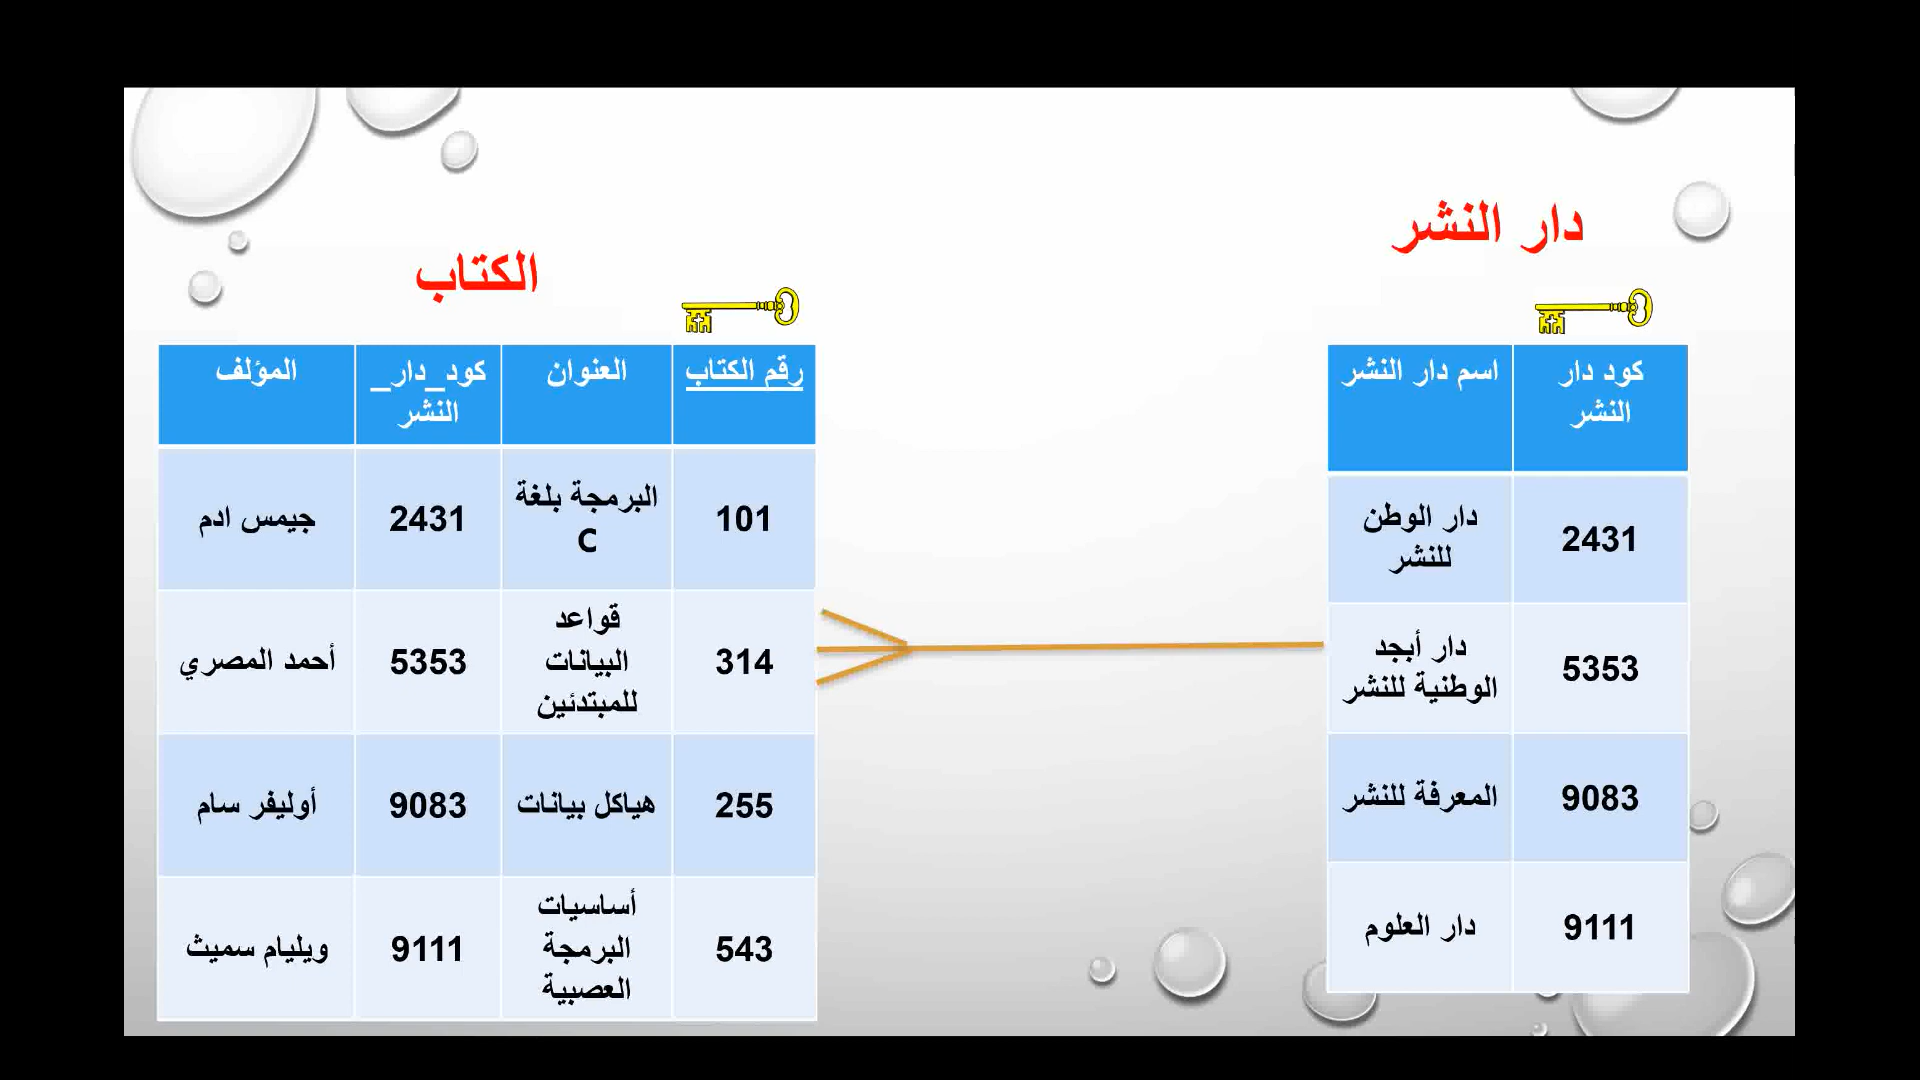 دار النشر
كود دار
النشر
اسم دار النشر
2431
دار الوطن
للنشر
5353
دار أبجد
الوطنية للنشر
9083
المعرفة للنشر
9111
دار العلوم
الكتاب
رقم الكتاب
العنوان
كود_دار_
النشر
المؤلف
101
البرمجة بلغة
C
2431
جيمس ادم
314
قواعد
البيانات
للمبتدئين
5353
أحمد المصري
255
هياكل بيانات
9083
أوليفر سام
543
أساسيات
البرمجة
العصبية
9111
ويليام سميث